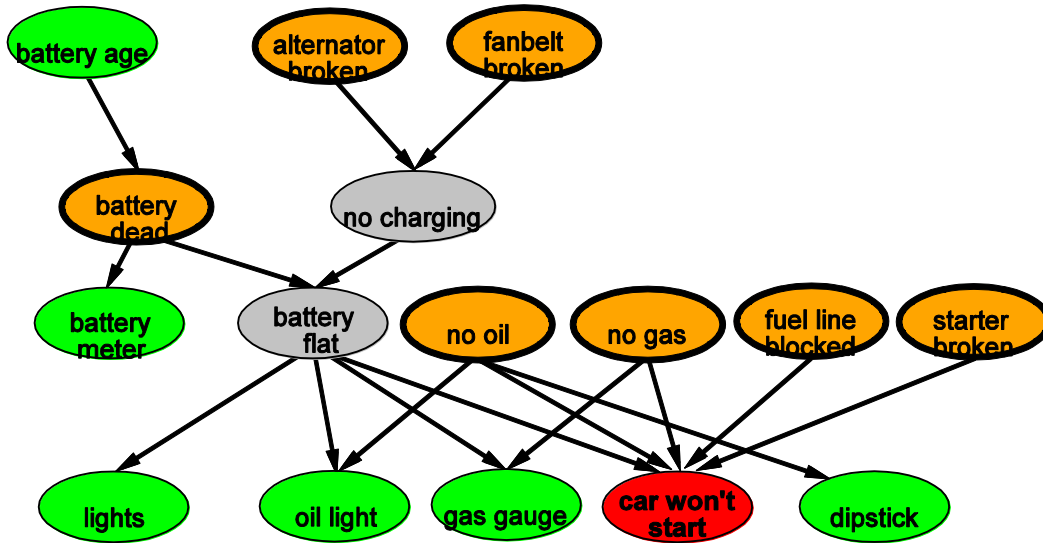 battery age
alternator
broken
fanbelt
broken
battery
dead
no charging
battery
meter
battery
flat
no oil
no gas
fuel line
blocked
starter
broken
lights
oil light
gas gauge
car won't
start
dipstick